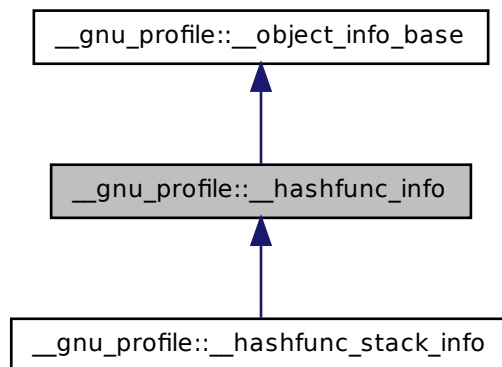 __gnu_profile::__object_info_base
__gnu_profile::__hashfunc_info
__gnu_profile::__hashfunc_stack_info